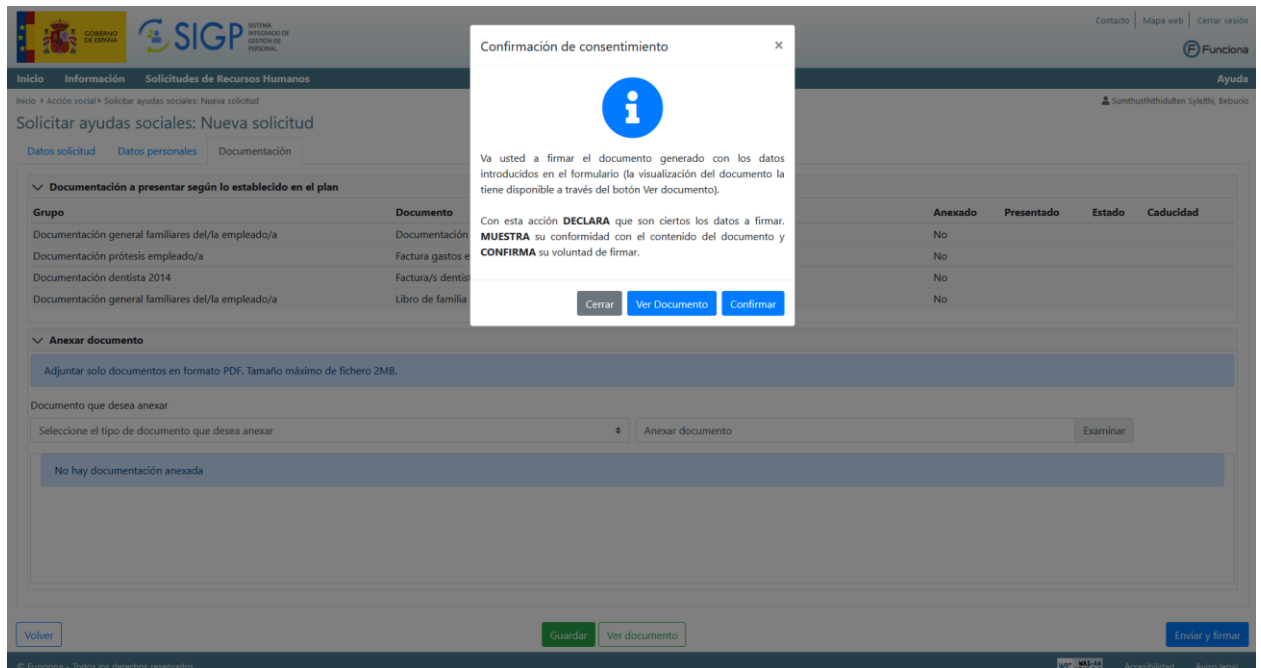 GOBIERNO
DE ESPAÑA
SIGP
SISTEMA
INTEGRADO DE
GESTIÓN DE
PERSONAL
Contacto Mapa web Cerrar sesión
Funciona
Inicio Información Solicitudes de Recursos Humanos Ayuda
Inicio Acción social Solicitar ayudas sociales: Nueva solicitud
Sumthusthithidulten Sylelthi, Bebucio
Solicitar ayudas sociales: Nueva solicitud
Datos solicitud Datos personales Documentación
Documentación a presentar según lo establecido en el plan
Grupo Documento Anexado Presentado Estado Caducidad
Documentación general familiares del/la empleado/a Documentación No
Documentación prótesis empleado/a Factura gastos e No
Documentación dentista 2014 Factura/s dentis No
Documentación general familiares del/la empleado/a Libro de familia No
Confirmación de consentimiento ×
Va usted a firmar el documento generado con los datos
introducidos en el formulario (la visualización del documento la
tiene disponible a través del botón Ver documento).
Con esta acción DECLARA que son ciertos los datos a firmar.
MUESTRA su conformidad con el contenido del documento y
CONFIRMA su voluntad de firmar.
Cerrar Ver Documento Confirmar
Anexar documento
Adjuntar solo documentos en formato PDF. Tamaño máximo de fichero 2MB.
Documento que desea anexar
Seleccione el tipo de documento que desea anexar Anexar documento Examinar
No hay documentación anexada
Volver Guardar Ver documento Enviar y firmar
© Funciona - Todos los derechos reservados Accesibilidad Aviso legal